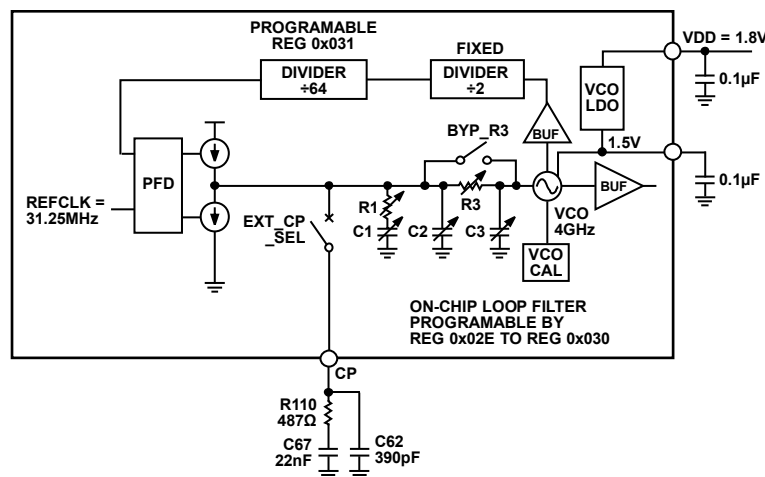 PROGRAMABLE
REG 0x031
FIXED
VDD = 1.8V
DIVIDER
÷64
DIVIDER
÷2
VCO
LDO
0.1µF
BUF
BYP_R3
1.5V
PFD
REFCLK =
31.25MHz
EXT_CP
_SEL
R1
C1
C2
R3
C3
VCO
4GHz
BUF
0.1µF
VCO
CAL
ON-CHIP LOOP FILTER
PROGRAMABLE BY
REG 0x02E TO REG 0x030
CP
R110
487Ω
C67
22nF
C62
390pF